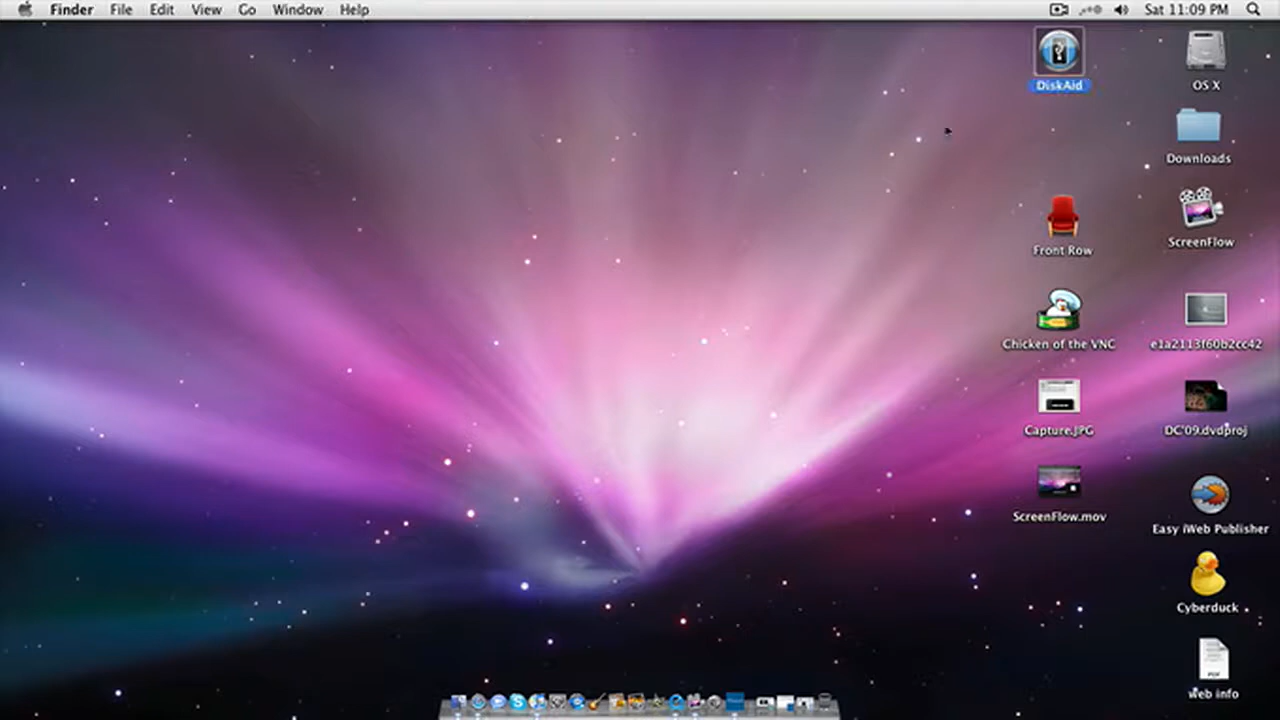 Finder File Edit View Go Window Help Sat 11:09 PM
DiskAid
OS X
Downloads
Front Row
ScreenFlow
Chicken of the VNC
e1a2113f60b2cc42
Capture.JPG
DC'09.dvdproj
ScreenFlow.mov
Easy iWeb Publisher
Cyberduck
PDF
web info